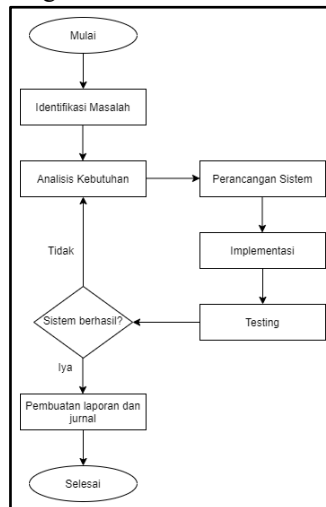 Mulai
Identifikasi Masalah
Analisis Kebutuhan
Perancangan Sistem
Implementasi
Testing
Sistem berhasil?
Tidak
Iya
Pembuatan laporan dan
jurnal
Selesai